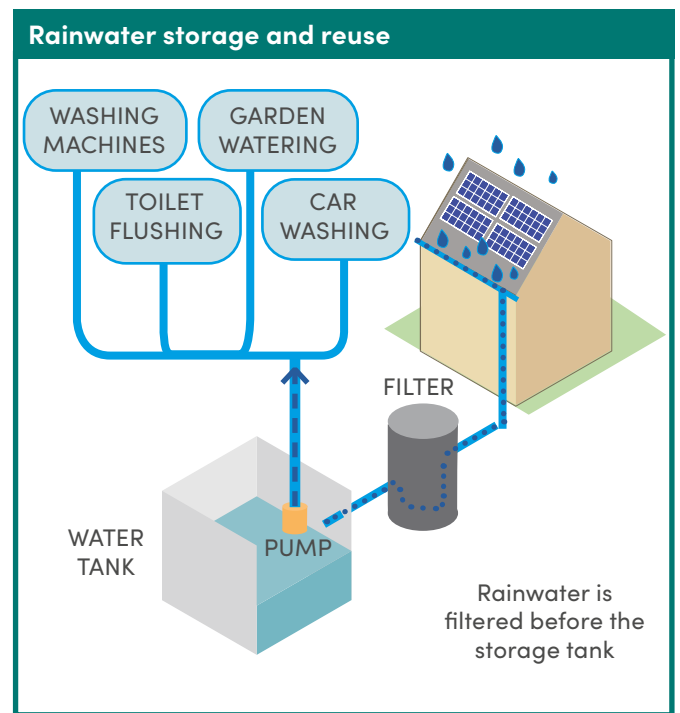 Rainwater storage and reuse
WASHING
MACHINES
GARDEN
WATERING
TOILET
FLUSHING
CAR
WASHING
FILTER
WATER
TANK
PUMP
Rainwater is
filtered before the
storage tank